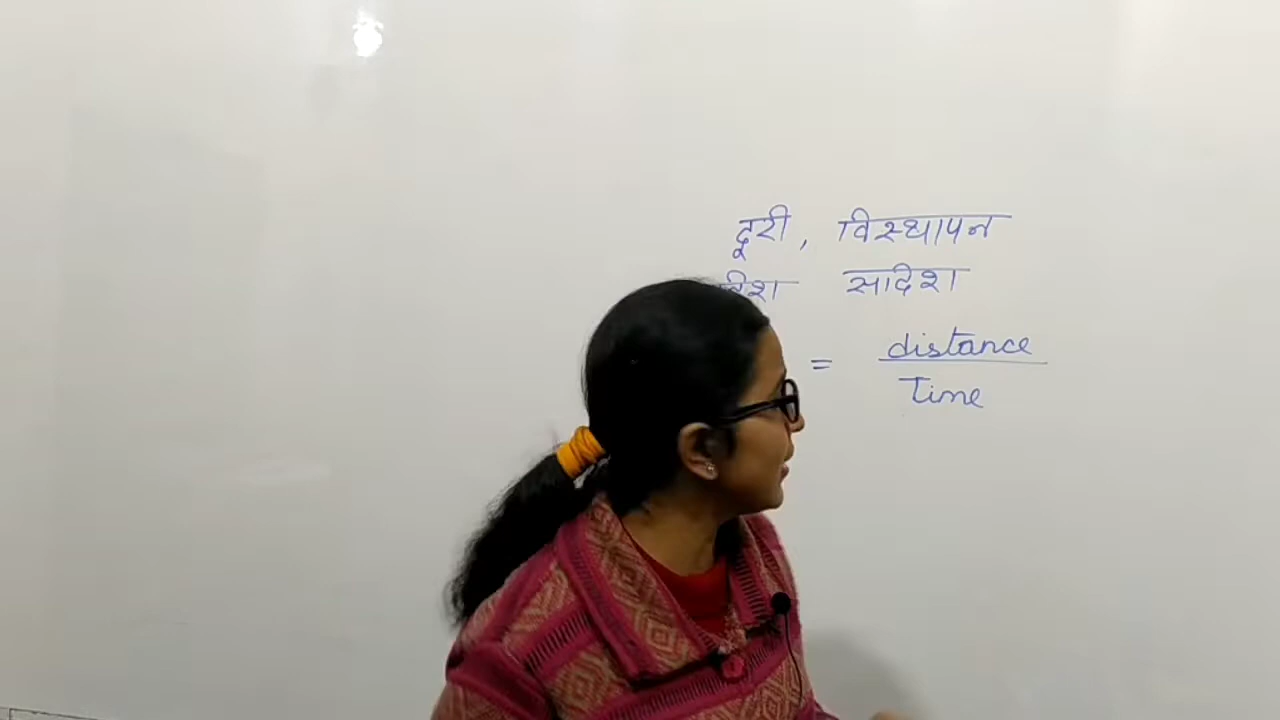 दूरी, विस्थापन
सादिश
= distance
Time